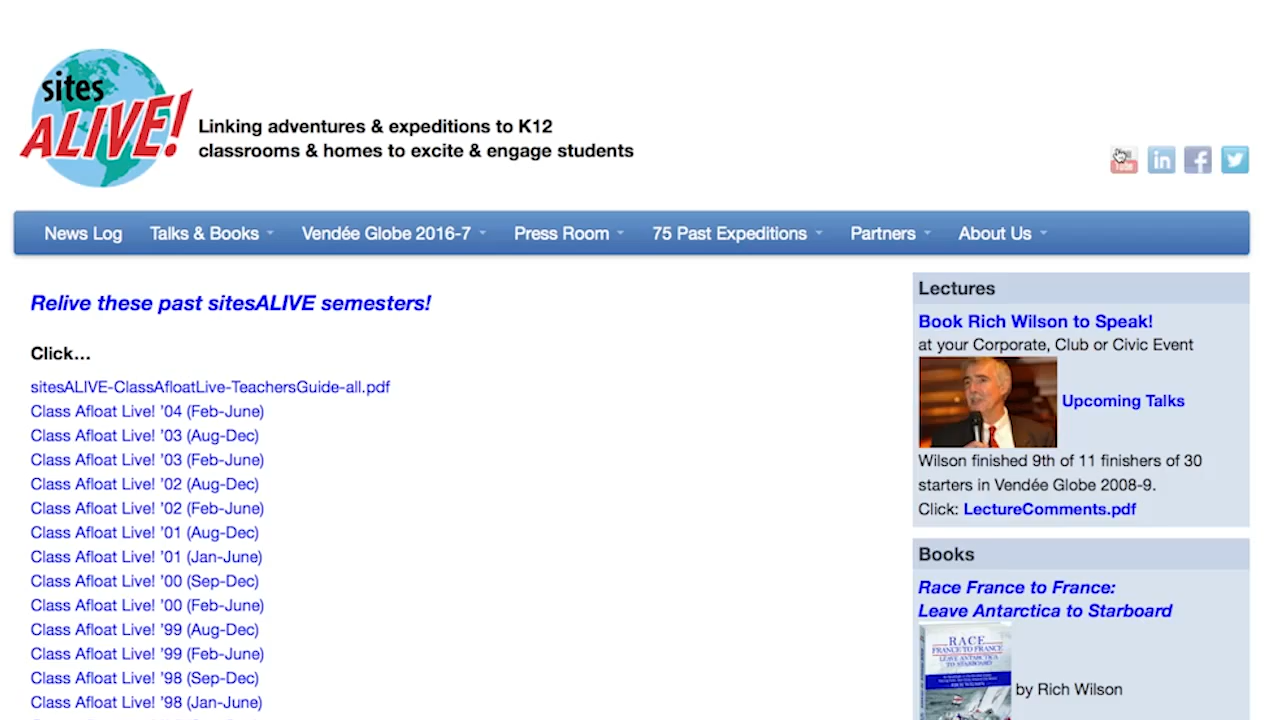 sites
ALIVE!
Linking adventures & expeditions to K12
classrooms & homes to excite & engage students
in
f
News Log
Talks & Books
Vendée Globe 2016-7
Press Room
75 Past Expeditions
Partners
About Us
Relive these past sitesALIVE semesters!
Click...
sitesALIVE-ClassAfloatLive-TeachersGuide-all.pdf
Class Afloat Live! ’04 (Feb-June)
Class Afloat Live! ’03 (Aug-Dec)
Class Afloat Live! ’03 (Feb-June)
Class Afloat Live! ’02 (Aug-Dec)
Class Afloat Live! ’02 (Feb-June)
Class Afloat Live! ’01 (Aug-Dec)
Class Afloat Live! ’01 (Jan-June)
Class Afloat Live! ’00 (Sep-Dec)
Class Afloat Live! ’00 (Feb-June)
Class Afloat Live! ’99 (Aug-Dec)
Class Afloat Live! ’99 (Feb-June)
Class Afloat Live! ’98 (Sep-Dec)
Class Afloat Live! ’98 (Jan-June)
Lectures
Book Rich Wilson to Speak!
at your Corporate, Club or Civic Event
Upcoming Talks
Wilson finished 9th of 11 finishers of 30
starters in Vendée Globe 2008-9.
Click: LectureComments.pdf
Books
Race France to France:
Leave Antarctica to Starboard
RACE
FRANCE TO FRANCE
LEAVE ANTARCTICA
TO STARBOARD
RICH WILSON
by Rich Wilson